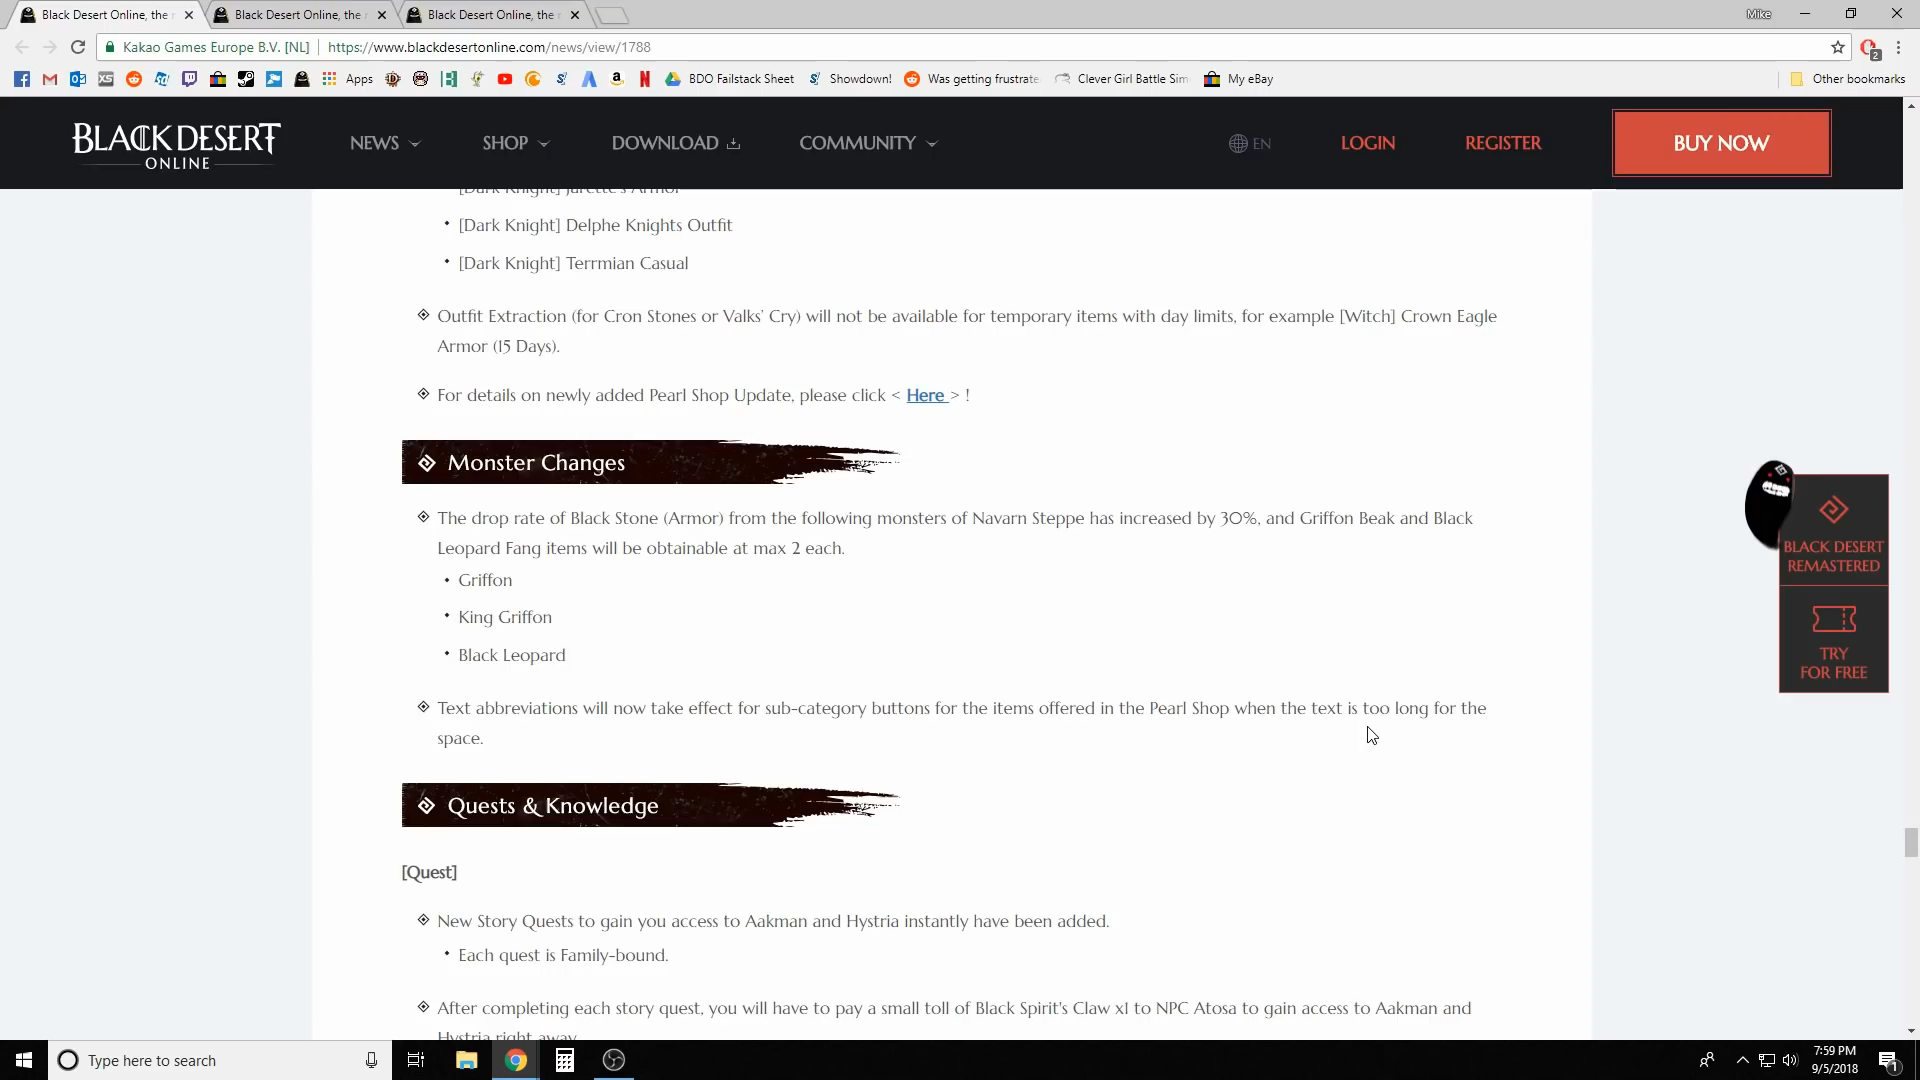 Black Desert Online, the r
Black Desert Online, the r
Black Desert Online, the r
Mike
Kakao Games Europe B.V. [NL]
https://www.blackdesertonline.com/news/view/1788
2
Apps
BDO Failstack Sheet
Showdown!
Was getting frustrate
Clever Girl Battle Sim
My eBay
Other bookmarks
BLACK DESERT
ONLINE
NEWS
SHOP
DOWNLOAD
COMMUNITY
EN
LOGIN
REGISTER
BUY NOW
[Dark Knight] Jarette's Armor
[Dark Knight] Delphe Knights Outfit
[Dark Knight] Terrmian Casual
Outfit Extraction (for Cron Stones or Valks' Cry) will not be available for temporary items with day limits, for example [Witch] Crown Eagle
Armor (15 Days).
For details on newly added Pearl Shop Update, please click < Here > !
Monster Changes
The drop rate of Black Stone (Armor) from the following monsters of Navarn Steppe has increased by 30%, and Griffon Beak and Black
Leopard Fang items will be obtainable at max 2 each.
Griffon
King Griffon
Black Leopard
BLACK DESERT
REMASTERED
TRY
FOR FREE
Text abbreviations will now take effect for sub-category buttons for the items offered in the Pearl Shop when the text is too long for the
space.
Quests & Knowledge
[Quest]
New Story Quests to gain you access to Aakman and Hystria instantly have been added.
Each quest is Family-bound.
After completing each story quest, you will have to pay a small toll of Black Spirit's Claw x1 to NPC Atosa to gain access to Aakman and
Hystria right away.
Type here to search
7:59 PM
9/5/2018
1